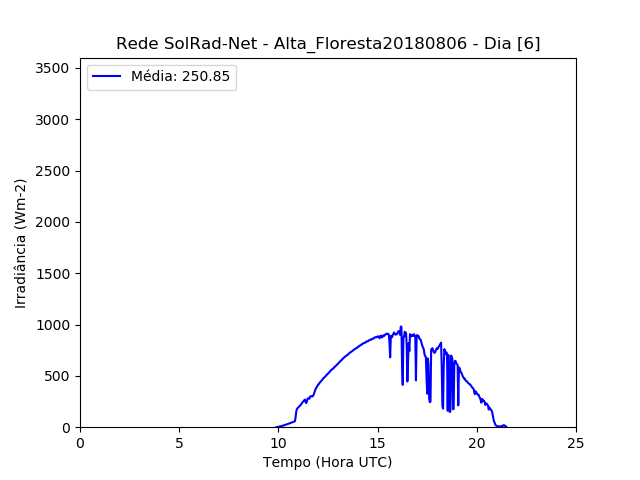 Rede SolRad-Net - Alta_Floresta20180806 - Dia [6]
Média: 250.85
3500
3000
2500
2000
1500
1000
500
0
Irradiância (Wm-2)
0 5 10 15 20 25
Tempo (Hora UTC)